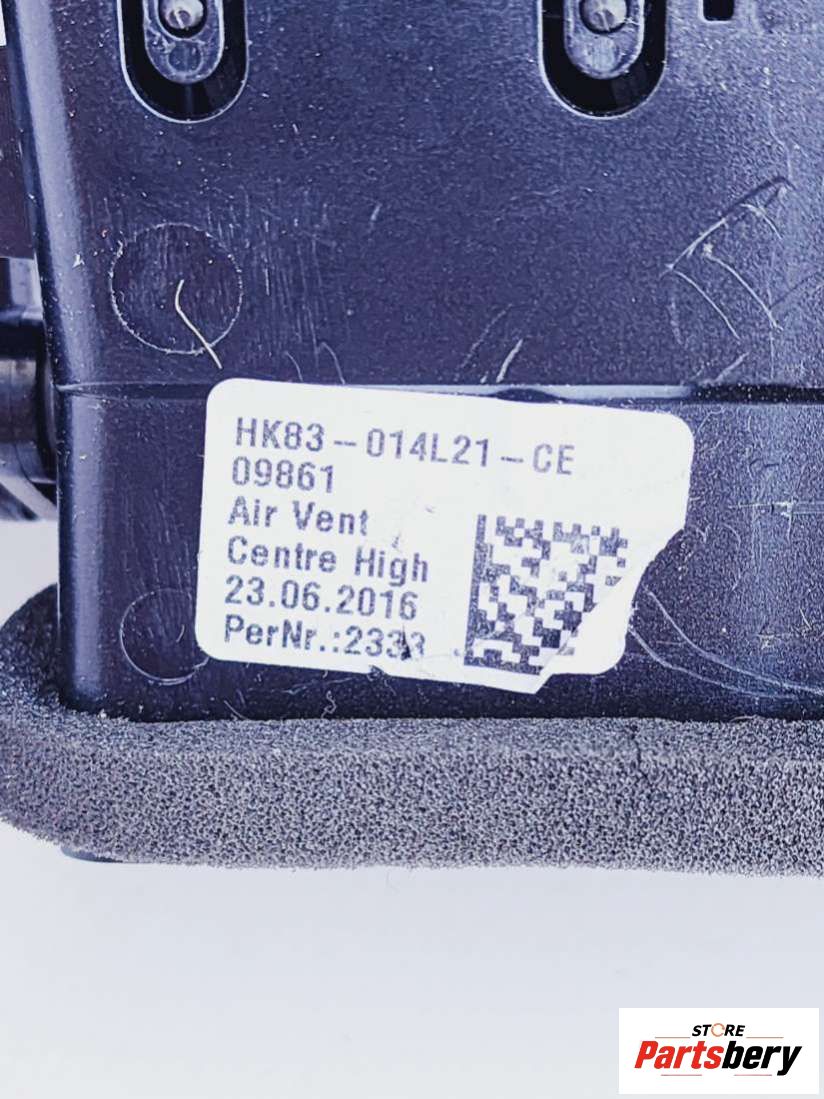 HK83-014L21-CE
09861
Air Vent
Centre High
23.06.2016
PerNr.:2333
STORE
Partsbery